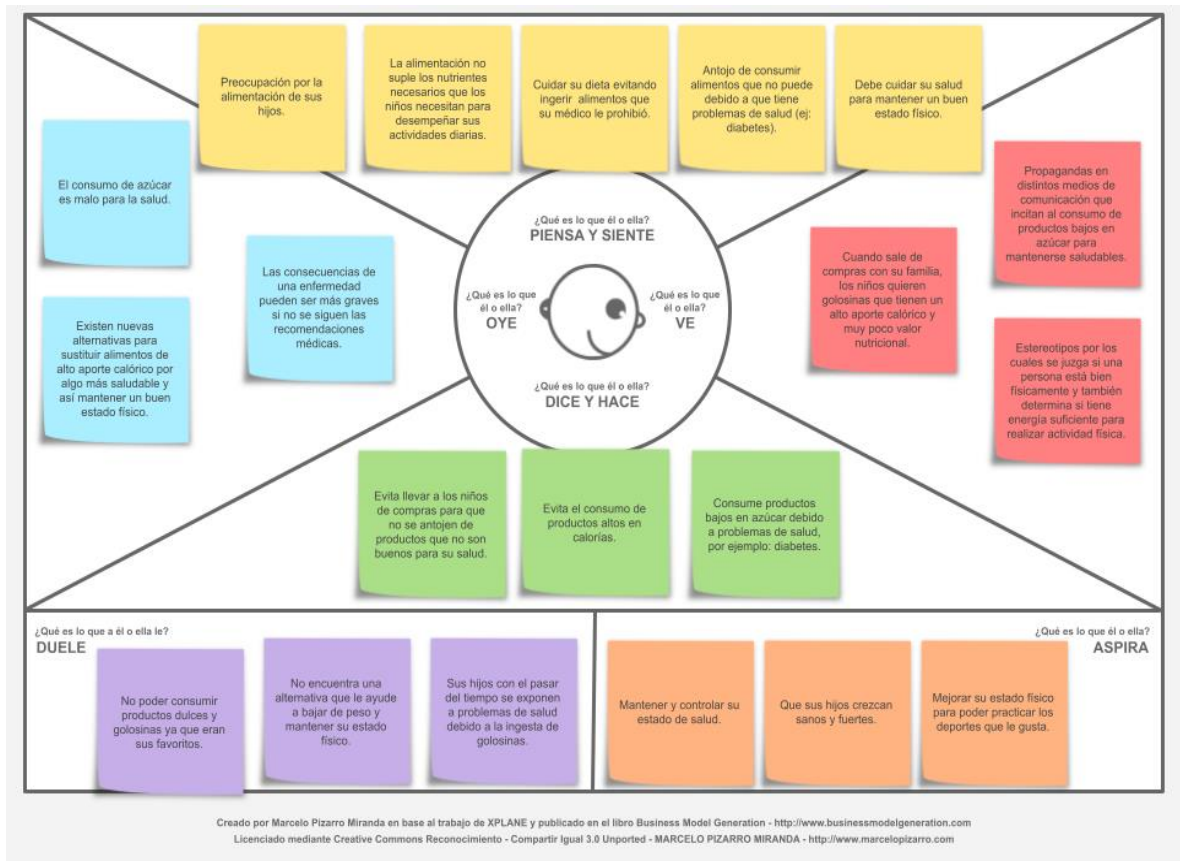 Preocupación por la
alimentación de sus
hijos.
La alimentación no
suple los nutrientes
necesarios que los
niños necesitan para
desempeñar sus
actividades diarias.
Cuidar su dieta evitando
ingerir alimentos que
su médico le prohibió.
Antojo de consumir
alimentos que no puede
debido a que tiene
problemas de salud (ej:
diabetes).
Debe cuidar su salud
para mantener un buen
estado físico.
El consumo de azúcar
es malo para la salud.
Las consecuencias de
una enfermedad
pueden ser más graves
si no se siguen las
recomendaciones
médicas.
Existen nuevas
alternativas para
sustituir alimentos de
alto aporte calórico por
algo más saludable y
así mantener un buen
estado físico.
¿Qué es lo que él o ella?
PIENSA Y SIENTE
¿Qué es lo que
él o ella?
OYE
¿Qué es lo que
él o ella?
VE
¿Qué es lo que él o ella?
DICE Y HACE
Cuando sale de
compras con su familia,
los niños quieren
golosinas que tienen un
alto aporte calórico y
muy poco valor
nutricional.
Propagandas en
distintos medios de
comunicación que
incitan al consumo de
productos bajos en
azúcar para
mantenerse saludables.
Estereotipos por los
cuales se juzga si una
persona está bien
físicamente y también
determina si tiene
energía suficiente para
realizar actividad física.
Evita llevar a los niños
de compras para que
no se antojen de
productos que no son
buenos para su salud.
Evita el consumo de
productos altos en
calorías.
Consume productos
bajos en azúcar debido
a problemas de salud,
por ejemplo: diabetes.
¿Qué es lo que a él o ella le?
DUELE
No poder consumir
productos dulces y
golosinas ya que eran
sus favoritos.
No encuentra una
alternativa que le ayude
a bajar de peso y
mantener su estado
físico.
Sus hijos con el pasar
del tiempo se exponen
a problemas de salud
debido a la ingesta de
golosinas.
¿Qué es lo que él o ella?
ASPIRA
Mantener y controlar su
estado de salud.
Que sus hijos crezcan
sanos y fuertes.
Mejorar su estado físico
para poder practicar los
deportes que le gusta.
Creado por Marcelo Pizarro Miranda en base al trabajo de XPLANE y publicado en el libro Business Model Generation - http://www.businessmodelgeneration.com
Licenciado mediante Creative Commons Reconocimiento - Compartir Igual 3.0 Unported - MARCELO PIZARRO MIRANDA - http://www.marcelopizarro.com